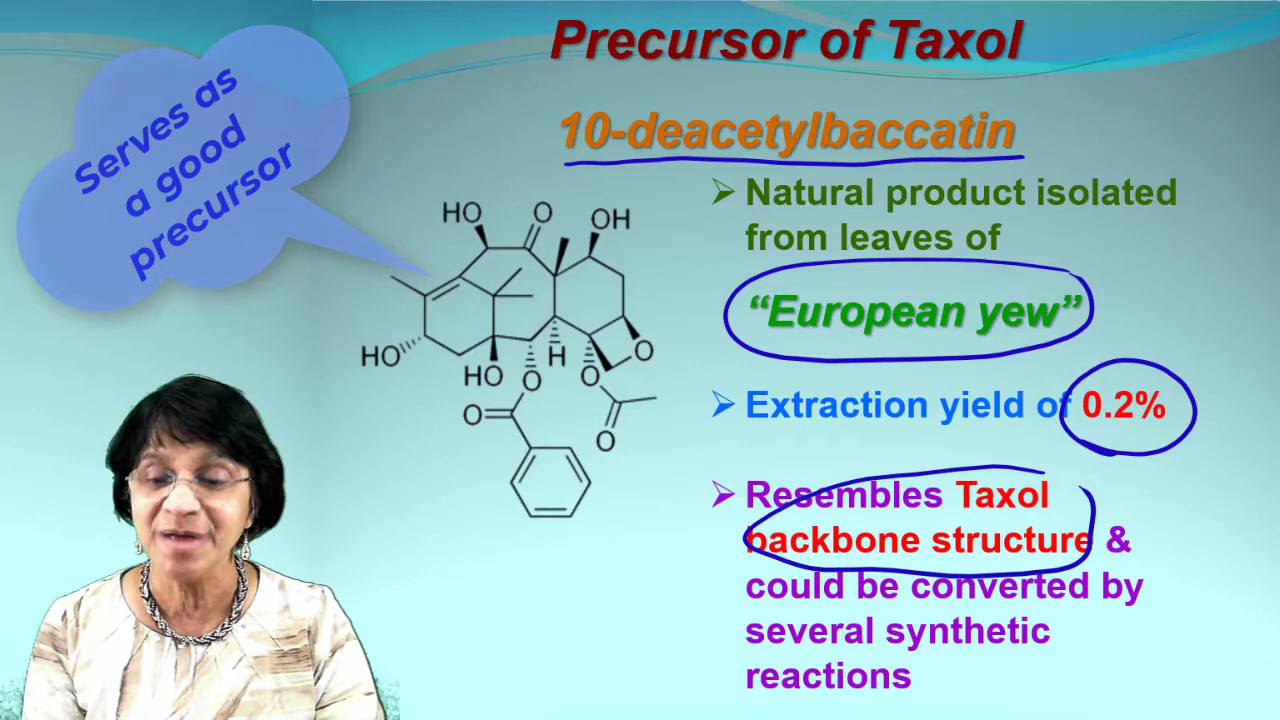 Precursor of Taxol
Serves as
a good
precursor
10-deacetylbaccatin
➢ Natural product isolated
from leaves of
“European yew”
➢ Extraction yield of 0.2%
➢ Resembles Taxol
backbone structure &
could be converted by
several synthetic
reactions
HO O OH
HO
HO H O
O
O O
O